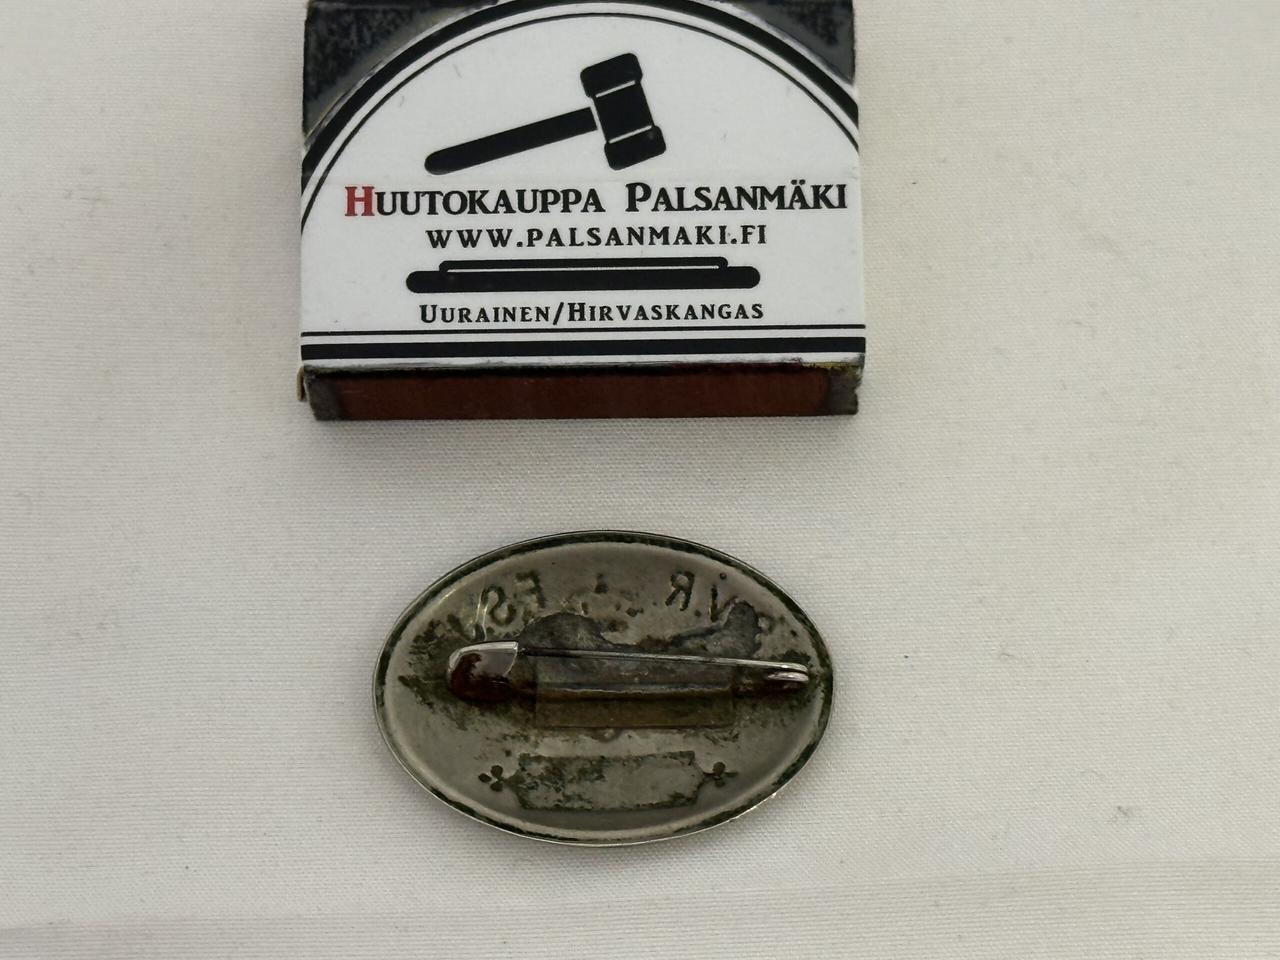 HUUTOKAUPPA PALSANMÄKI
WWW.PALSANMAKI.FI
UURAINEN/HIRVASKANGAS